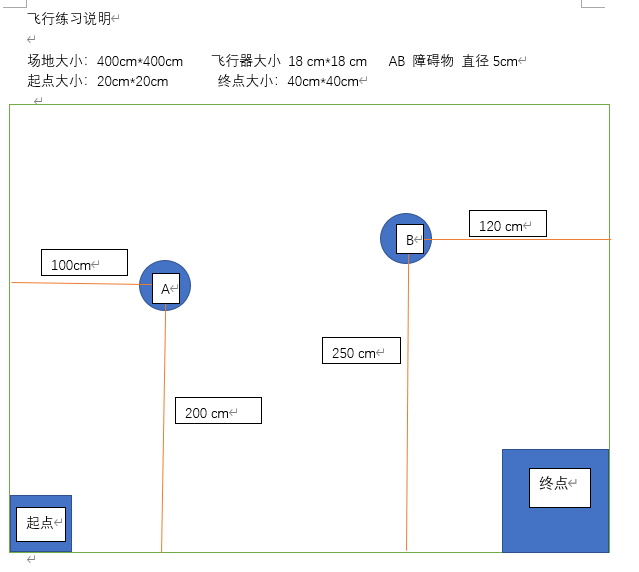 飞行练习说明
场地大小：400cm*400cm 飞行器大小 18 cm*18 cm AB 障碍物 直径 5cm
起点大小：20cm*20cm 终点大小：40cm*40cm
120 cm
B
100cm
A
250 cm
200 cm
终点
起点